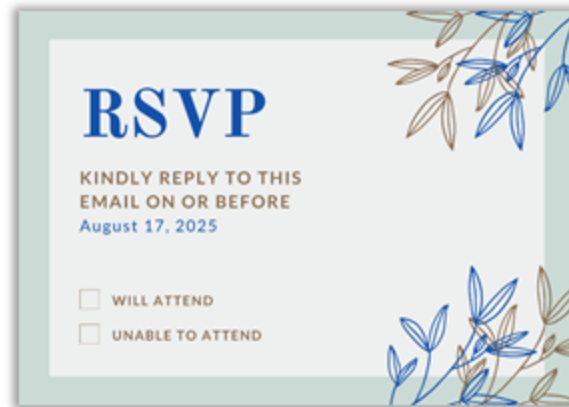 RSVP
KINDLY REPLY TO THIS
EMAIL ON OR BEFORE
August 17, 2025
WILL ATTEND
UNABLE TO ATTEND